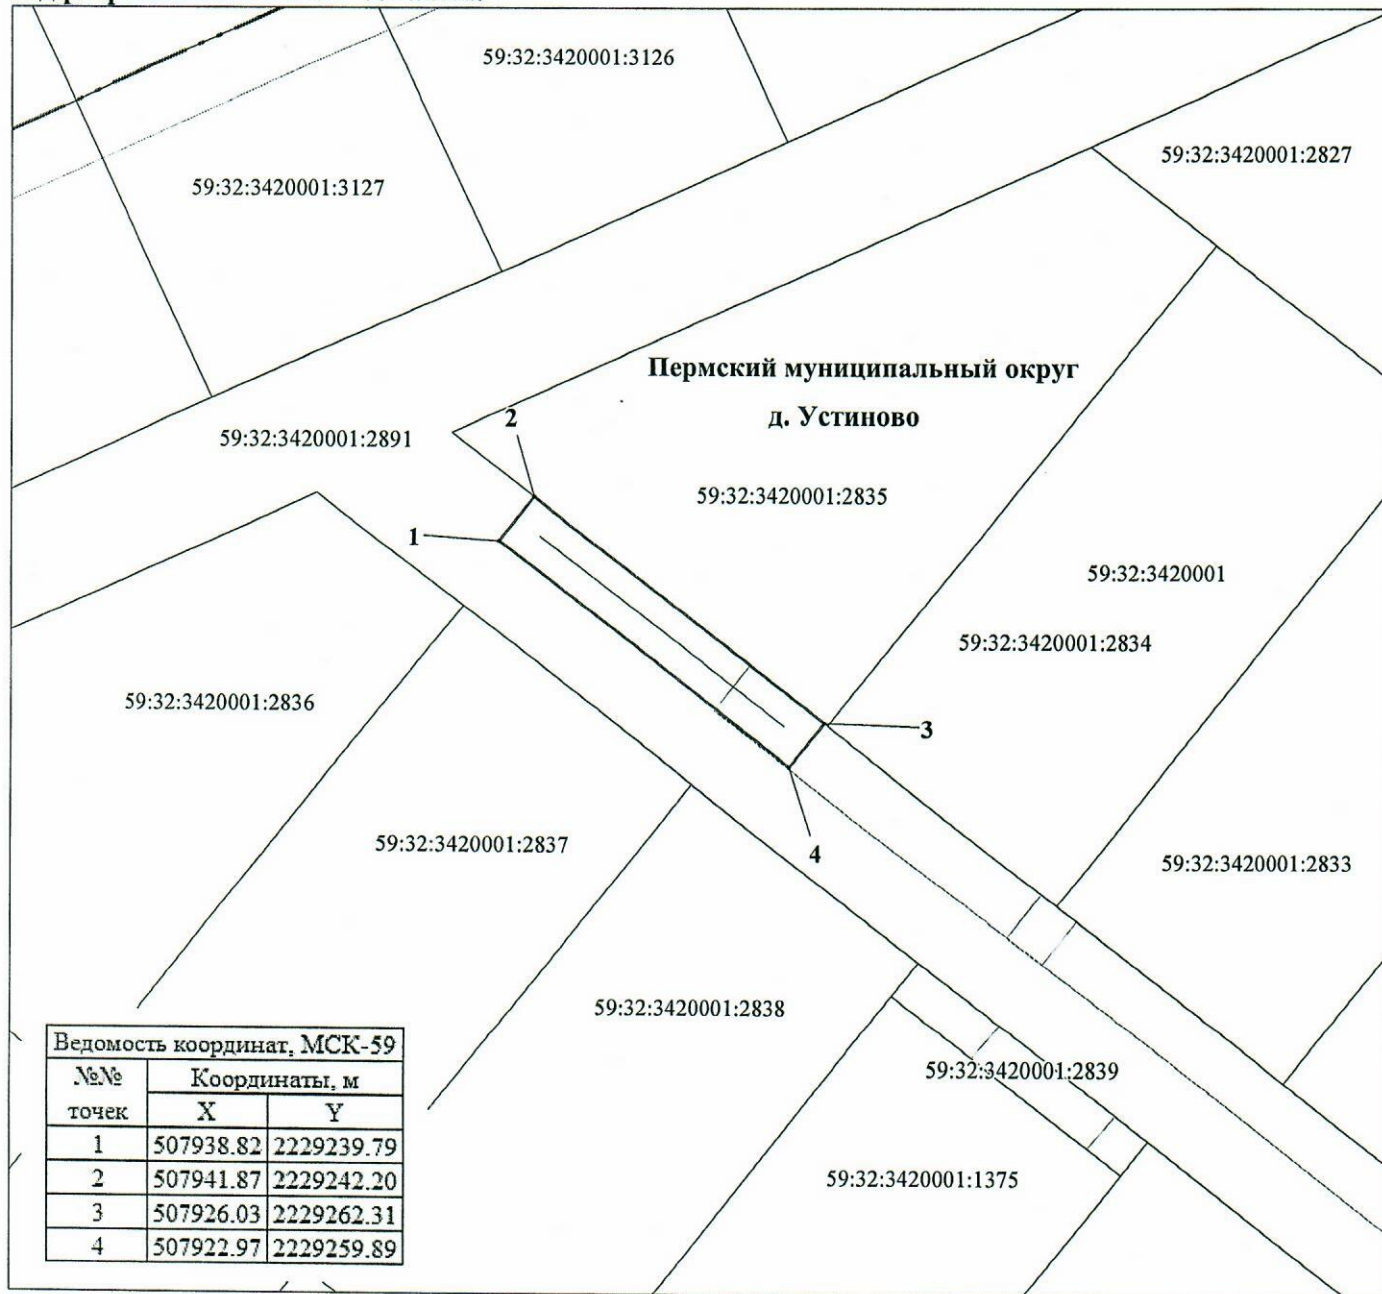 59:32:3420001:3126
59:32:3420001:2827
59:32:3420001:3127
Пермский муниципальный округ
д. Устиново
2
59:32:3420001:2891
59:32:3420001:2835
1
59:32:3420001
59:32:3420001:2834
59:32:3420001:2836
3
59:32:3420001:2837
4
59:32:3420001:2833
59:32:3420001:2838
59:32:3420001:2839
59:32:3420001:1375
Ведомость координат, МСК-59
№№ точек Координаты, м
X Y
1 507938.82 2229239.79
2 507941.87 2229242.20
3 507926.03 2229262.31
4 507922.97 2229259.89